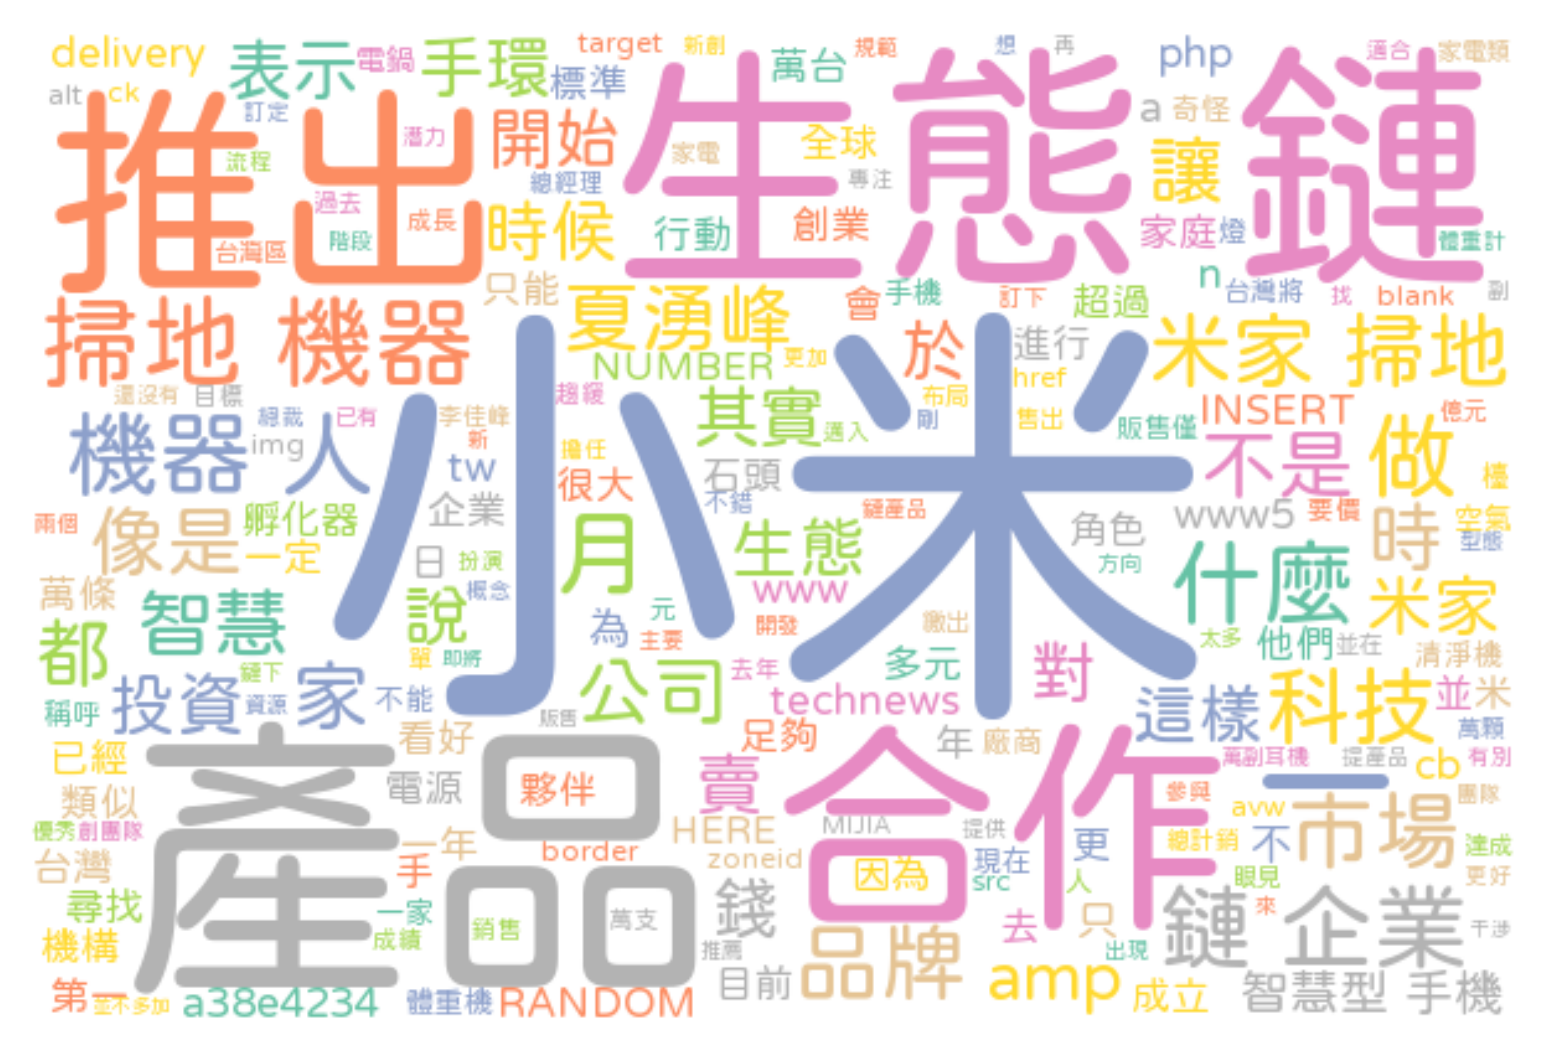 delivery 表示 電鍋 手環 target 新創 規範 想 再 php 適合 家電類
alt ck 標準 萬台 a 奇怪
訂定 潛力 開始 生態鏈 全球 讓
推出 流程 總經理 家電 專注
過去 成長 時候 行動 創業 家庭 燈 體重計
台灣區 階段 只能 會 手機 訂下 超過 n 台灣將 找 blank 副
掃地 機器 夏湧峰 於 進行 米家 掃地
還沒有 目標 NUMBER 更加 href
總裁 已有 李佳峰 趨緩 其實 邁入 布局 剛 售出 販售僅 INSERT 億元
機器人 img 新 擔任 不是 做
小米
tw 很大 石頭 不錯 檯
兩個 像是 孵化器 企業 月 生態 鏈產品 角色 www5 要價 時 空氣 型態
一定 日 扮演 www 方向 什麼
萬條 智慧 概念 說 為 元 主要 開發 太多 他們 並在 米家
都 鏈下 單 即將 清淨機
稱呼 投資 資源 家 不能 公司 去年 多元 對 這樣 科技 並 米 萬顆
販售 technews
已經 看好 足夠 年 廠商 萬副耳機 提產品 cb 有別
產品 合作 一
類似 電源 夥伴 賣 參與 avw 市場 團隊
優秀 創團隊 一年 HERE MIJIA 提供 更 總計銷 不 達成
台灣 手 border zoneid 因為 現在 src 人 眼見 更好
尋找 一家 銷售 萬支 錢 去 只 鏈 企業 來
機構 成績 推薦 品牌 出現 干涉
第一 並不多加 a38e4234 體重機 RANDOM 目前 amp 成立 智慧型 手機